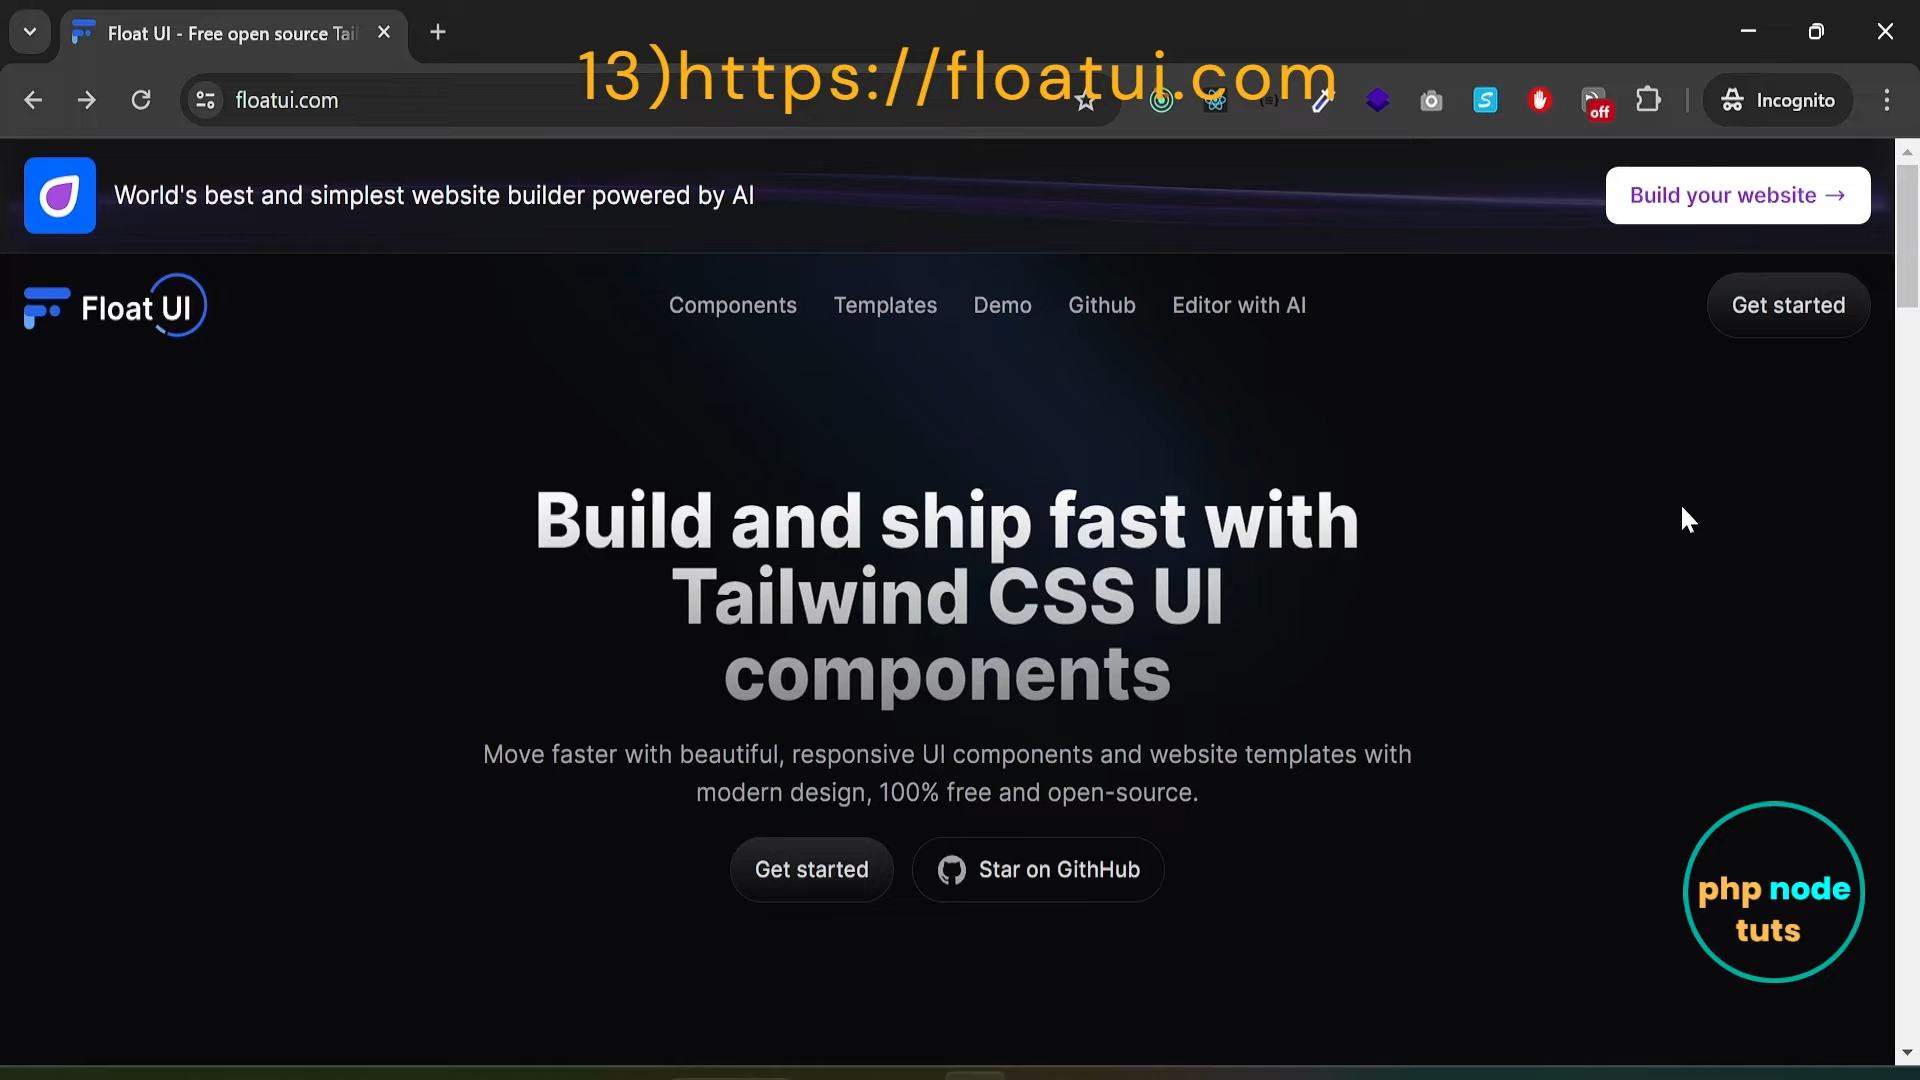 Float UI - Free open source Tai
13)https://floatui.com
floatui.com
off
Incognito
World's best and simplest website builder powered by AI
Build your website →
Float UI
Components
Templates
Demo
Github
Editor with AI
Get started
Build and ship fast with
Tailwind CSS UI
components
Move faster with beautiful, responsive UI components and website templates with
modern design, 100% free and open-source.
Get started
Star on GithHub
php node
tuts